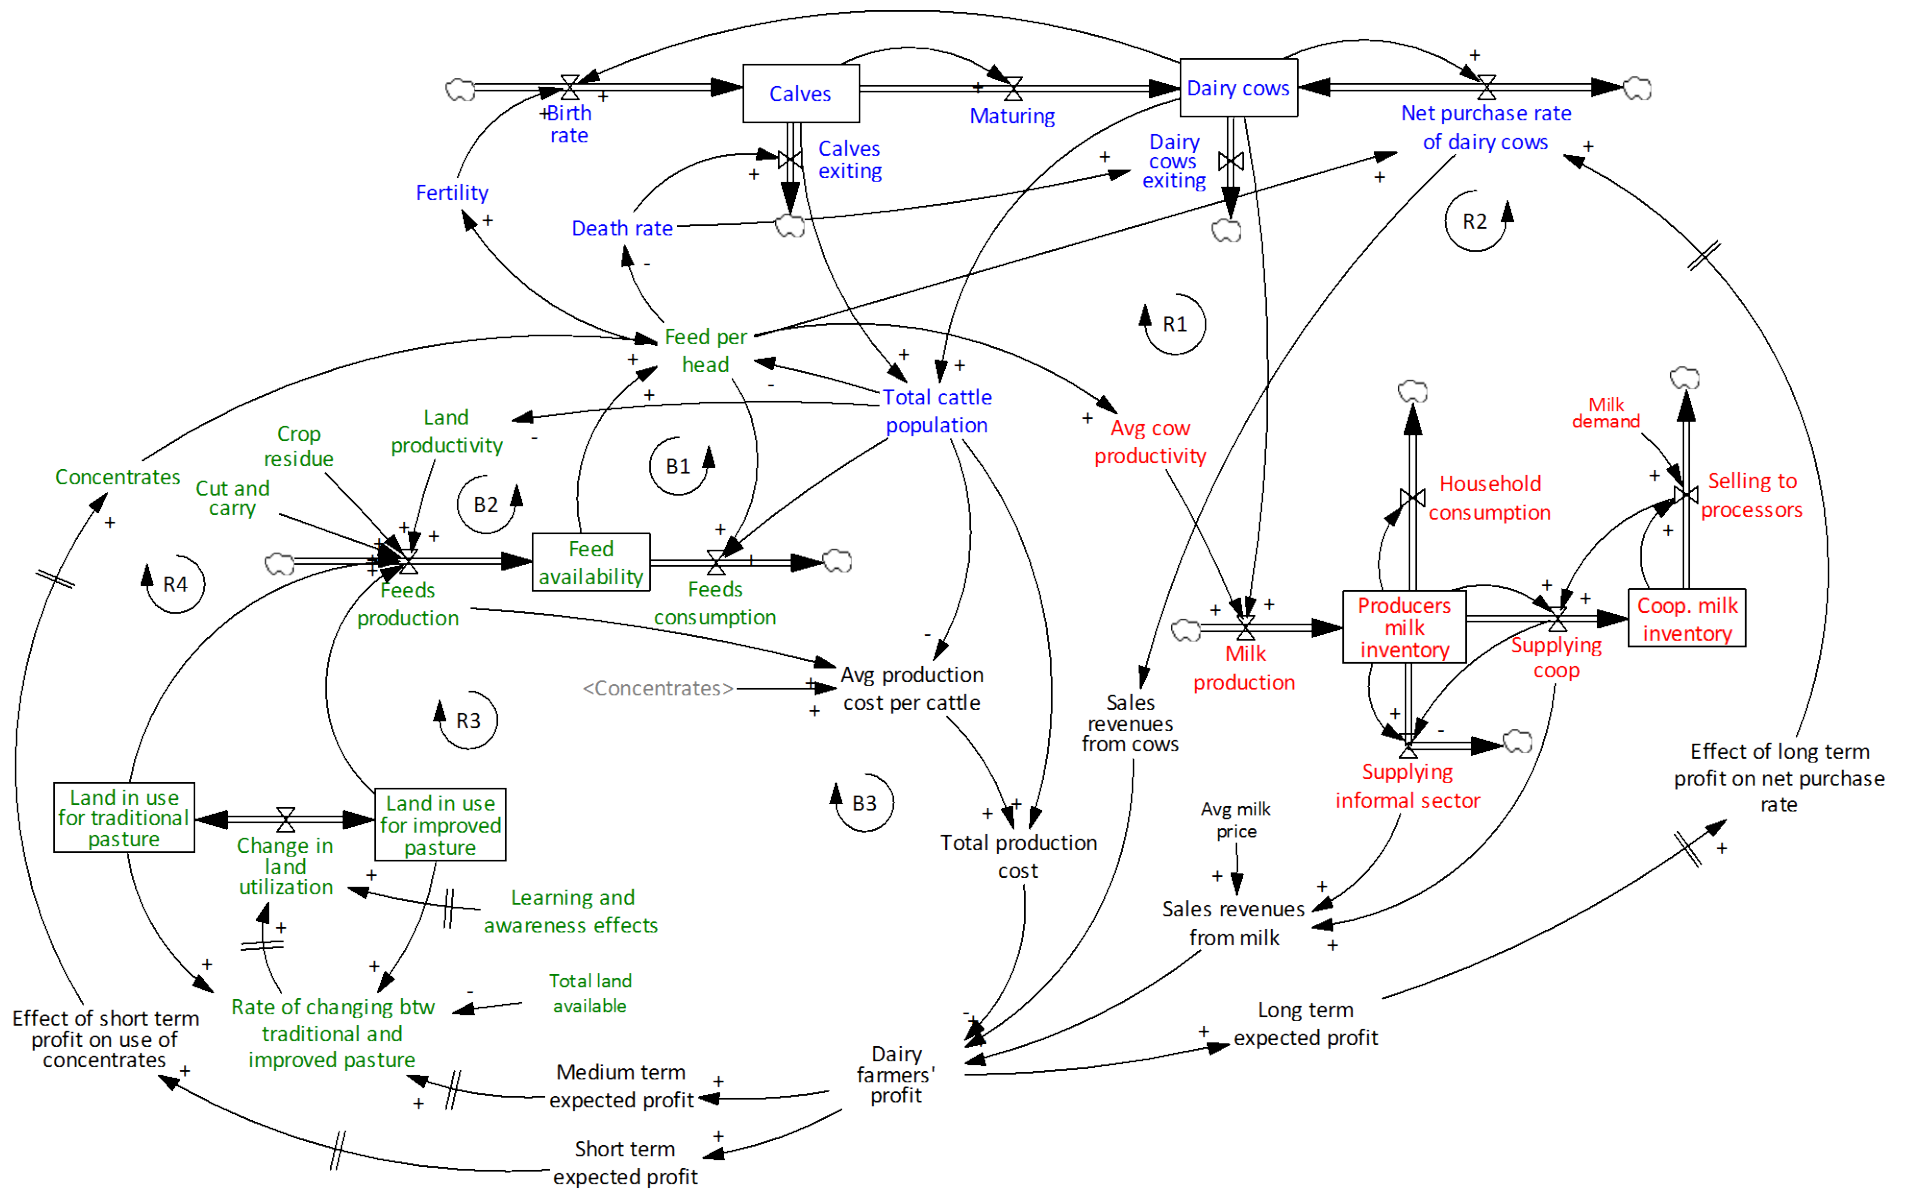 Calves
Dairy cows
Birth
rate
Maturing
Net purchase rate
of dairy cows
Calves
exiting
Dairy
cows
exiting
Fertility
Death rate
R2
R1
Feed per
head
Total cattle
population
Land
productivity
Crop
residue
Concentrates
Cut and
carry
B1
B2
Avg cow
productivity
Milk
demand
Household
consumption
Selling to
processors
Feed
availability
Feeds
production
Feeds
consumption
R4
Producers
milk
inventory
Coop. milk
inventory
Milk
production
Supplying
coop
<Concentrates>
Avg production
cost per cattle
R3
Sales
revenues
from cows
Supplying
informal sector
Effect of long term
profit on net purchase
rate
Land in use
for traditional
pasture
Land in use
for improved
pasture
Change in
land
utilization
B3
Avg milk
price
Total production
cost
Learning and
awareness effects
Sales revenues
from milk
Total land
available
Rate of changing btw
traditional and
improved pasture
Effect of short term
profit on use of
concentrates
Long term
expected profit
Dairy
farmers'
profit
Medium term
expected profit
Short term
expected profit